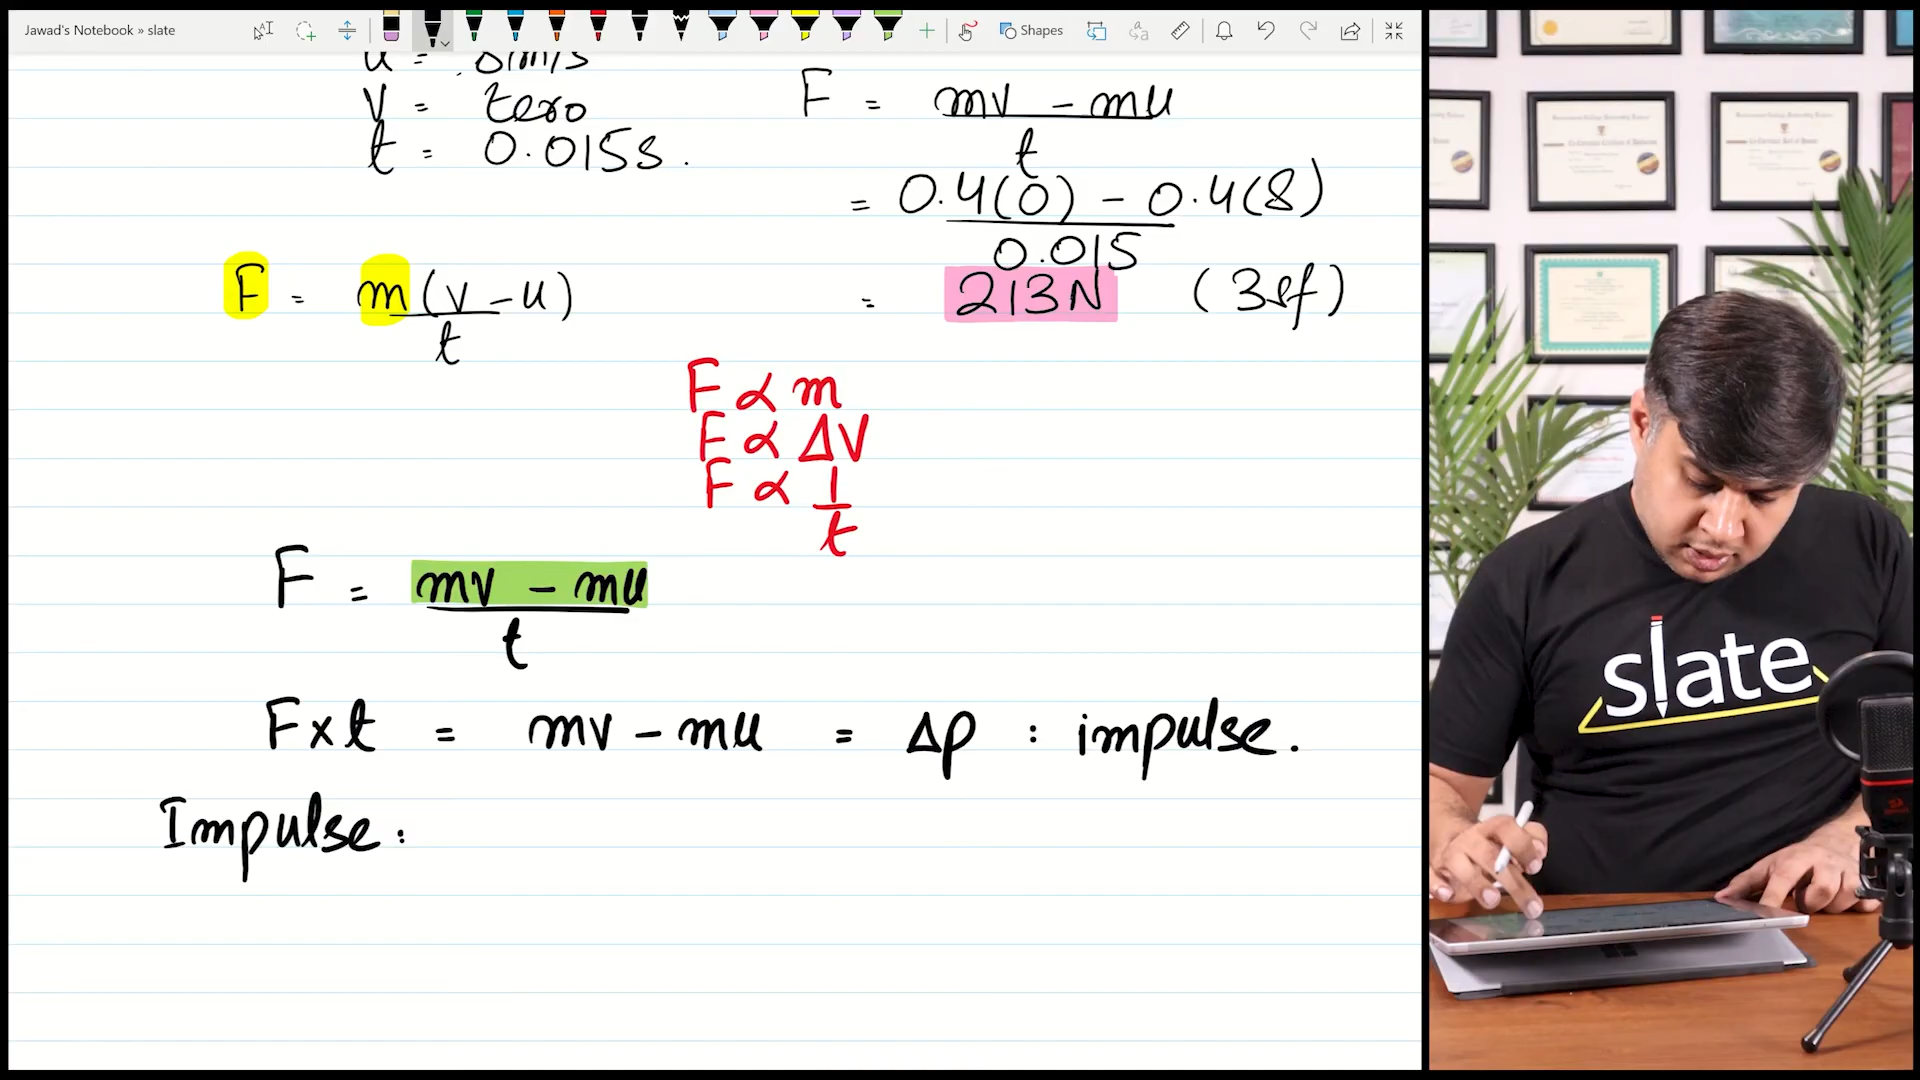 Jawad's Notebook » slate
Shapes
v = zero
t = 0.015s.
F = mv - mu
t
= 0.4(0) - 0.4(8)
0.015
= 213N (3sf)
F = m(v-u)
t
F ∝ m
F ∝ ΔV
F ∝ 1
t
F = mv - mu
t
F x t = mv - mu = Δp : impulse.
Impulse :
slate